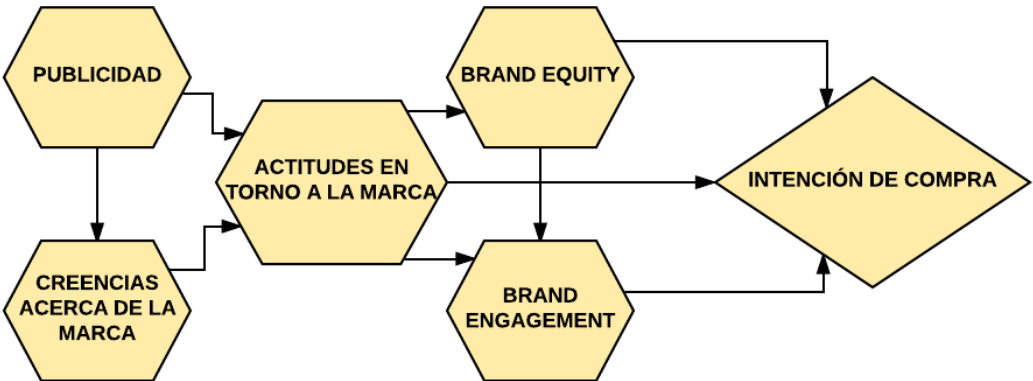 PUBLICIDAD
BRAND EQUITY
ACTITUDES EN
TORNO A LA MARCA
INTENCIÓN DE COMPRA
CREENCIAS
ACERCA DE LA
MARCA
BRAND
ENGAGEMENT